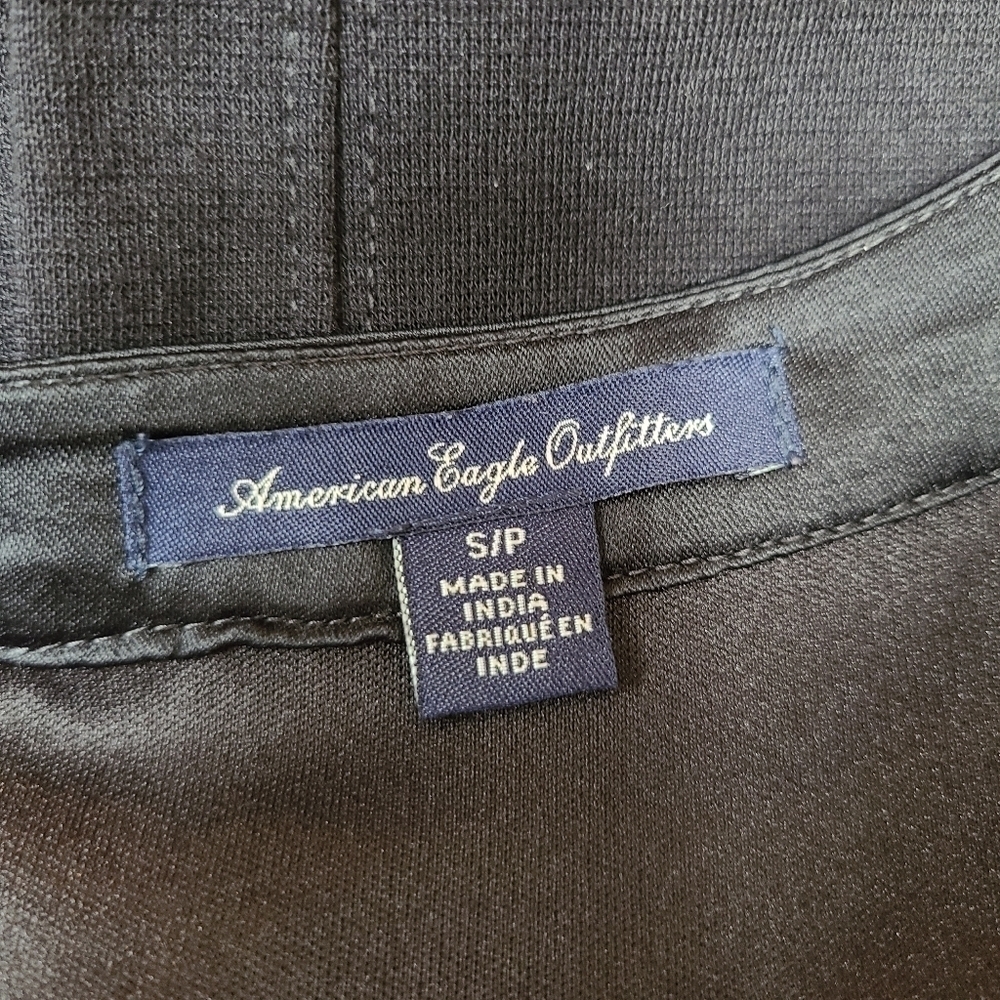 American Eagle Outfitters
S/P
MADE IN
INDIA
FABRIQUÉ EN
INDE